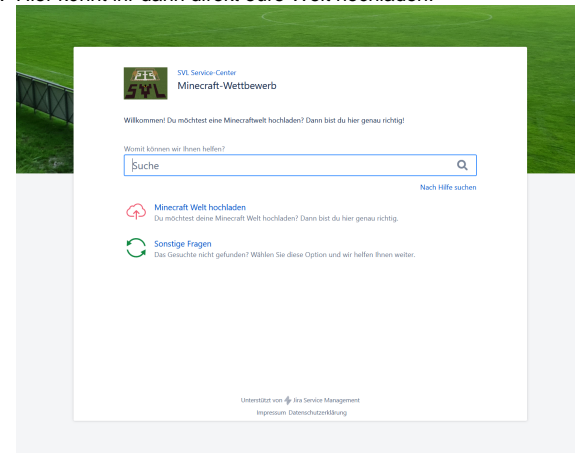 Hier könnt ihr dann direkt eure Welt hochladen.
SVL Service-Center
SVL
Minecraft-Wettbewerb
Willkommen! Du möchtest eine Minecraftwelt hochladen? Dann bist du hier genau richtig!
Womit können wir Ihnen helfen?
Suche
Nach Hilfe suchen
Minecraft Welt hochladen
Du möchtest deine Minecraft Welt hochladen? Dann bist du hier genau richtig.
Sonstige Fragen
Das Gesuchte nicht gefunden? Wählen Sie diese Option und wir helfen Ihnen weiter.
Unterstützt von Jira Service Management
Impressum Datenschutzerklärung